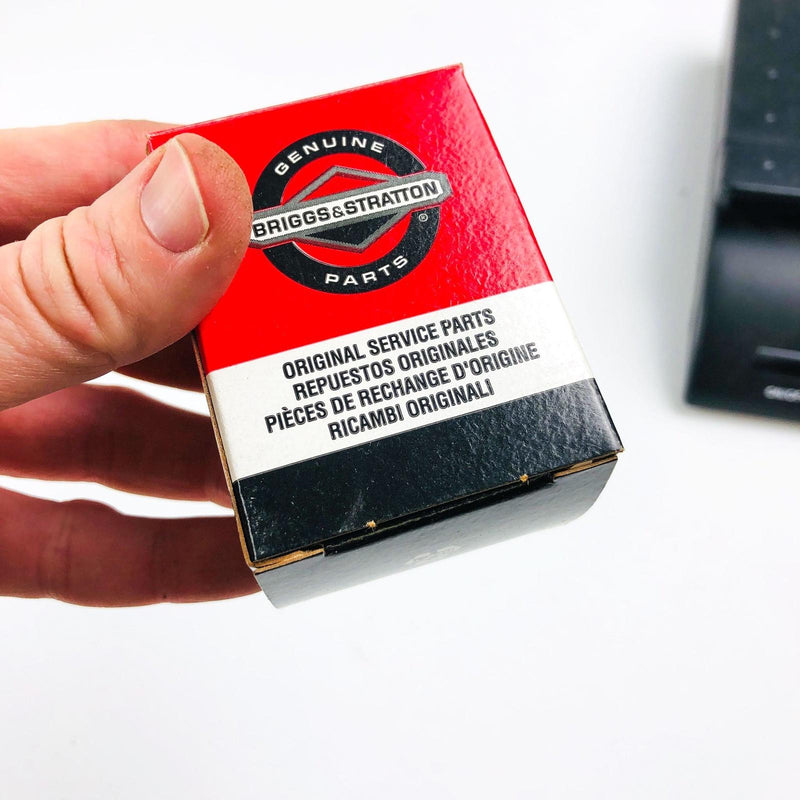 GENUINE
BRIGGS&STRATTON®
PARTS
ORIGINAL SERVICE PARTS
REPUESTOS ORIGINALES
PIÈCES DE RECHANGE D'ORIGINE
RICAMBI ORIGINALI